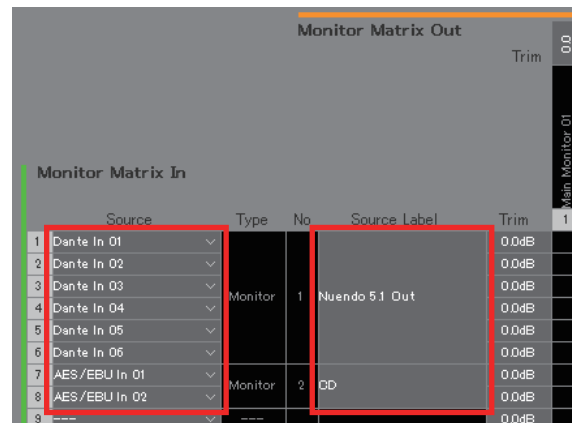 Monitor Matrix Out
Trim
0.0
Main Monitor 01
Monitor Matrix In
Source Type No Source Label Trim 1
1 Dante In 01 0.0dB
2 Dante In 02 0.0dB
3 Dante In 03 0.0dB
Monitor 1 Nuendo 5.1 Out
4 Dante In 04 0.0dB
5 Dante In 05 0.0dB
6 Dante In 06 0.0dB
7 AES/EBU In 01 0.0dB
Monitor 2 CD
8 AES/EBU In 02 0.0dB
9 --- --- 0.0dB